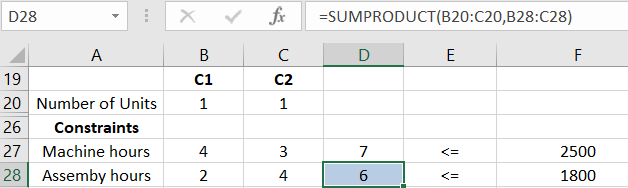 D28 =SUMPRODUCT(B20:C20,B28:C28)
A B C D E F
19 C1 C2
20 Number of Units 1 1
26 Constraints
27 Machine hours 4 3 7 <= 2500
28 Assemby hours 2 4 6 <= 1800